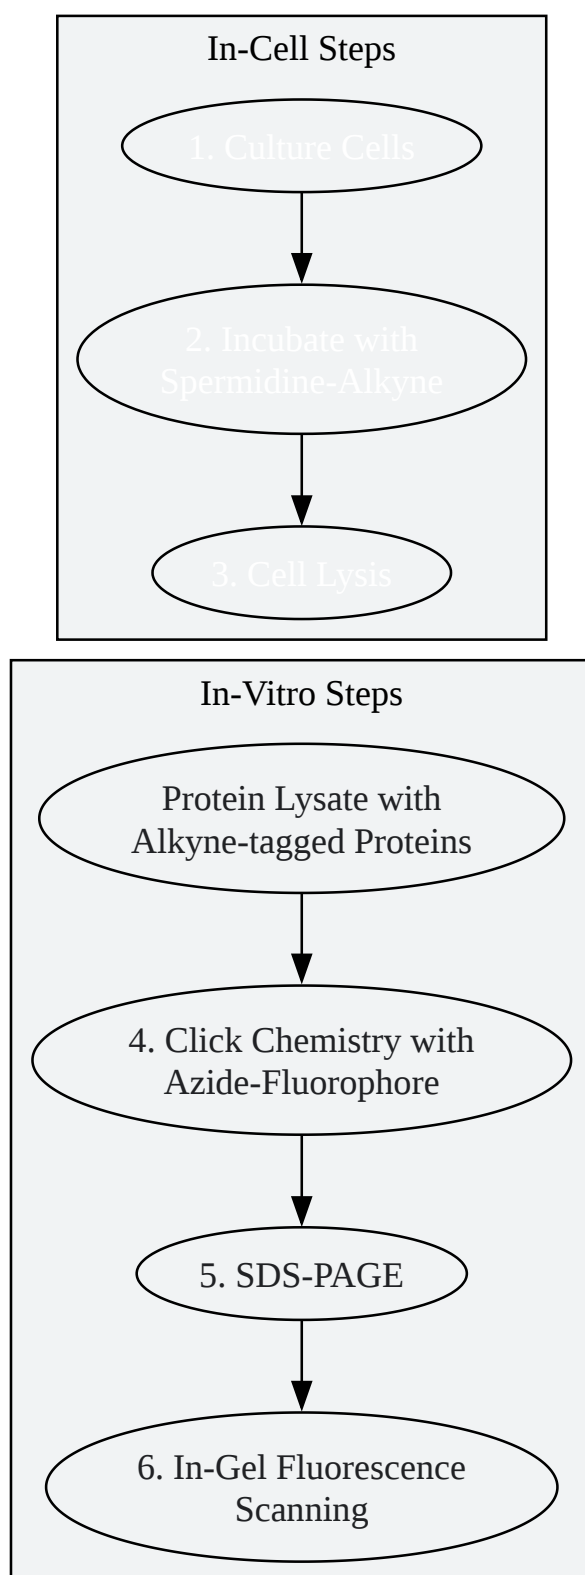 In-Cell Steps
1. Culture Cells
2. Incubate with
Spermidine-Alkyne
3. Cell Lysis
In-Vitro Steps
Protein Lysate with
Alkyne-tagged Proteins
4. Click Chemistry with
Azide-Fluorophore
5. SDS-PAGE
6. In-Gel Fluorescence
Scanning